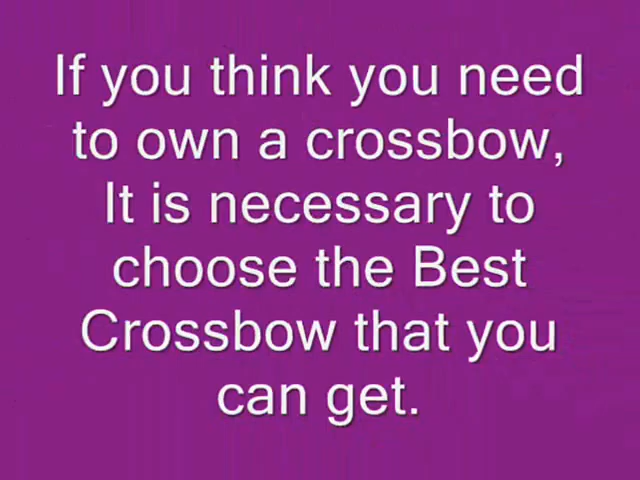 If you think you need
to own a crossbow,
It is necessary to
choose the Best
Crossbow that you
can get.